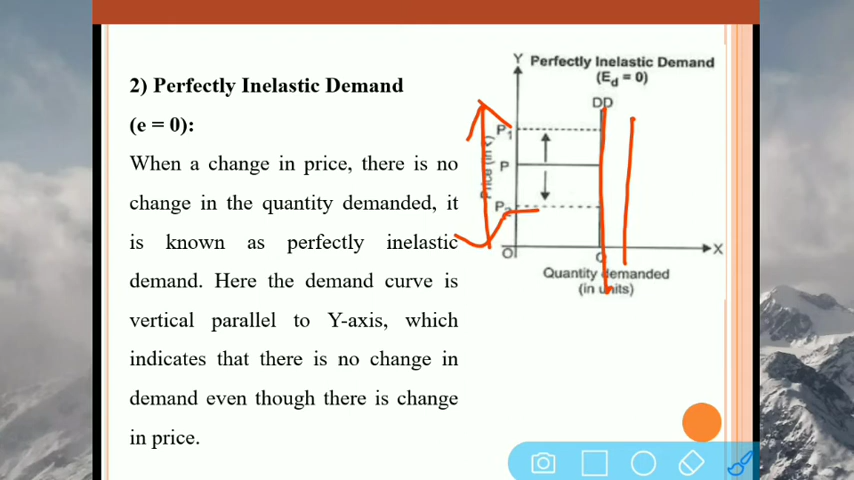 2) Perfectly Inelastic Demand
(e = 0):
When a change in price, there is no
change in the quantity demanded, it
is known as perfectly inelastic
demand. Here the demand curve is
vertical parallel to Y-axis, which
indicates that there is no change in
demand even though there is change
in price.
Y Perfectly Inelastic Demand
(Ed = 0)
DD
P1
P
P2
Price (in ₹)
O
Q
X
Quantity demanded
(in units)